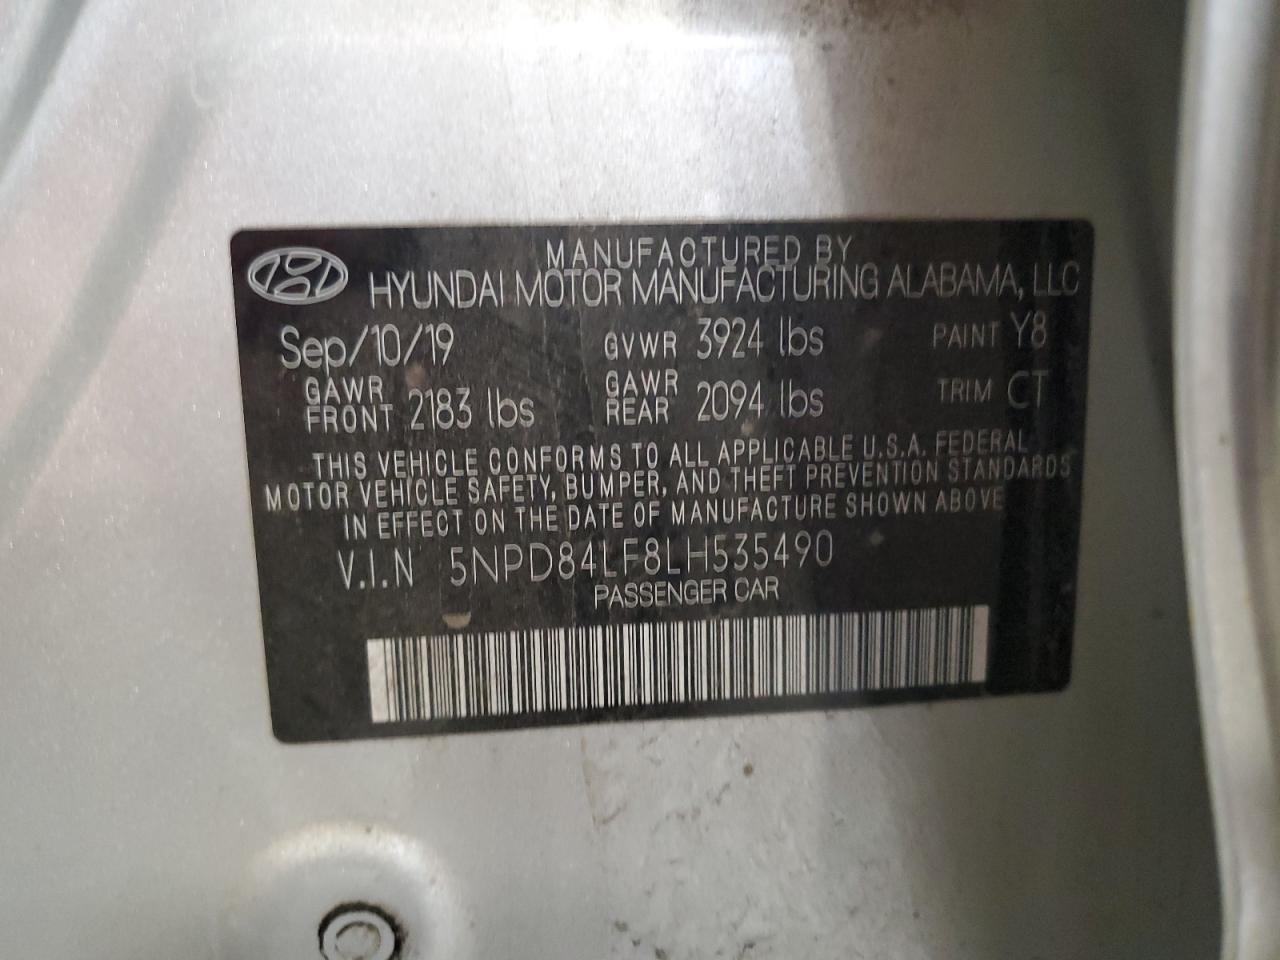 MANUFACTURED BY
HYUNDAI MOTOR MANUFACTURING ALABAMA, LLC
Sep/10/19 GVWR 3924 lbs PAINT Y8
GAWR FRONT 2183 lbs GAWR REAR 2094 lbs TRIM CT
THIS VEHICLE CONFORMS TO ALL APPLICABLE U.S.A. FEDERAL
MOTOR VEHICLE SAFETY, BUMPER, AND THEFT PREVENTION STANDARDS
IN EFFECT ON THE DATE OF MANUFACTURE SHOWN ABOVE
V.I.N 5NPD84LF8LH535490
PASSENGER CAR